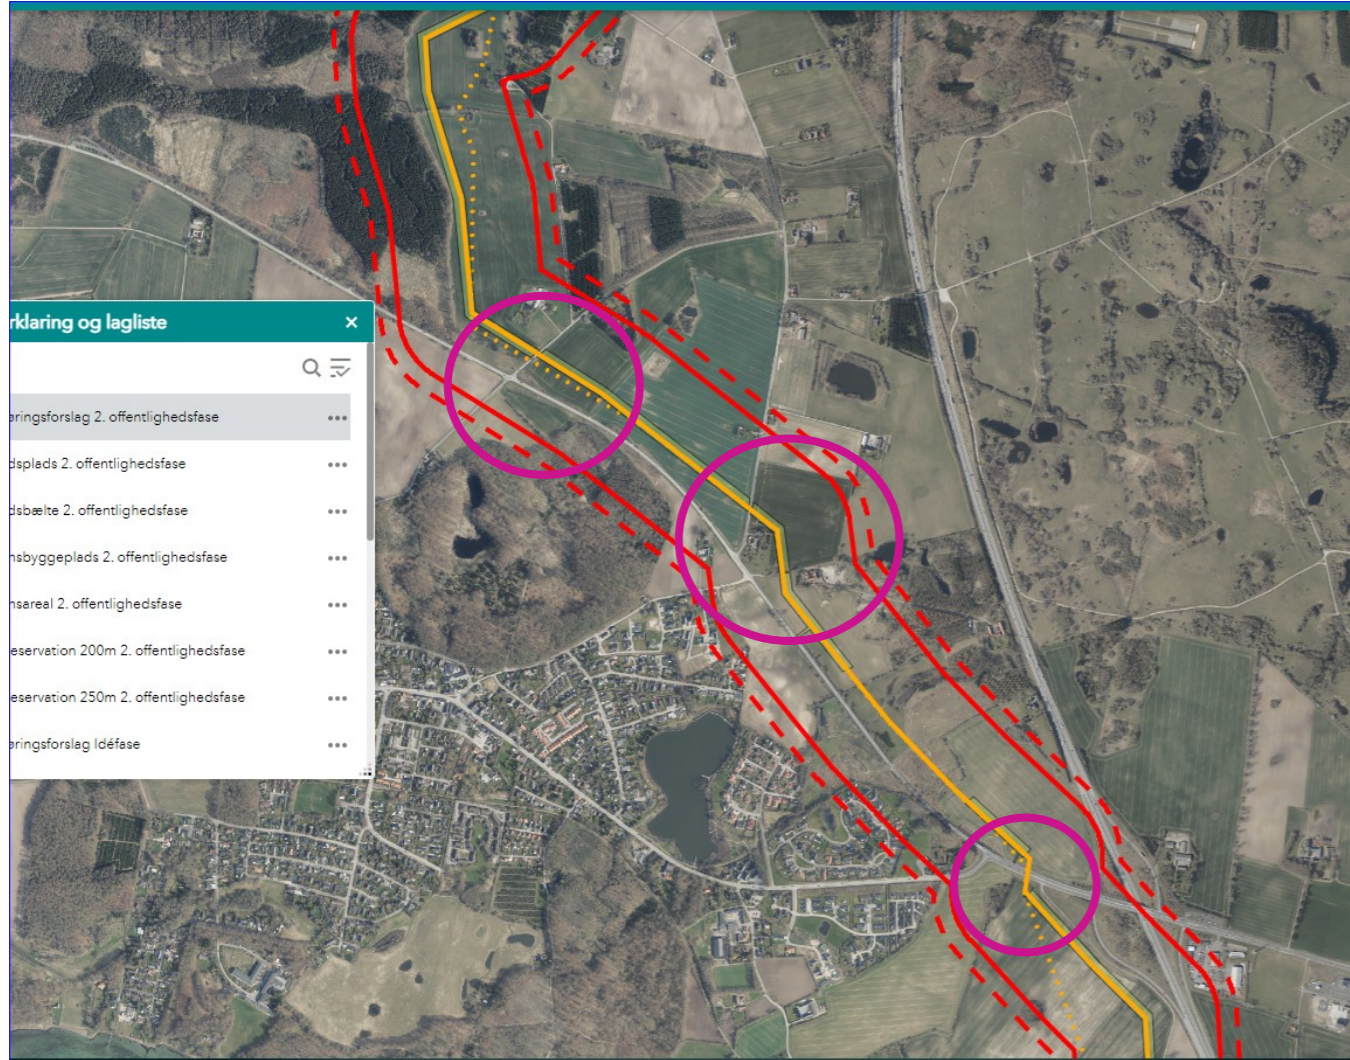 rklaring og lagliste
eringsforslag 2. offentlighedsfase
dsplads 2. offentlighedsfase
dsbælte 2. offentlighedsfase
nsbyggeplads 2. offentlighedsfase
nsareal 2. offentlighedsfase
eservation 200m 2. offentlighedsfase
eservation 250m 2. offentlighedsfase
eringsforslag Idéfase